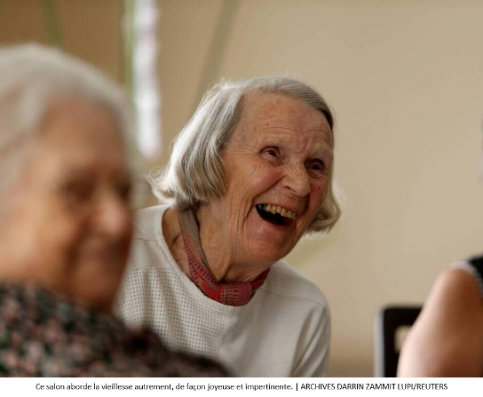 Ce salon aborde la vieillesse autrement, de façon joyeuse et impertinente. | ARCHIVES DARRIN ZAMMIT LUPI/REUTERS